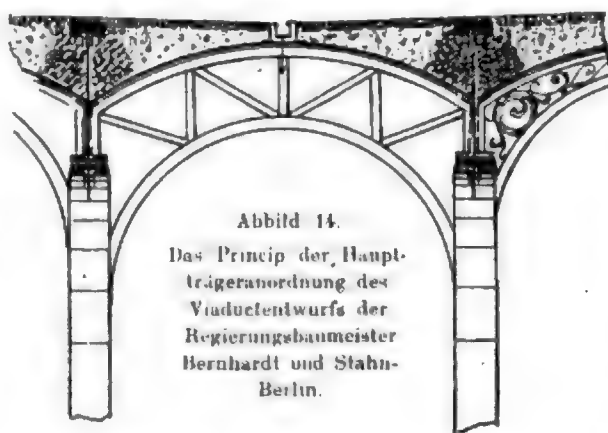 Abbild 14.
Das Princip der Haupt-
trägeranordnung des
Viaductentwurfs der
Regierungsbaumeister
Bernhardt und Stahn-
Berlin.